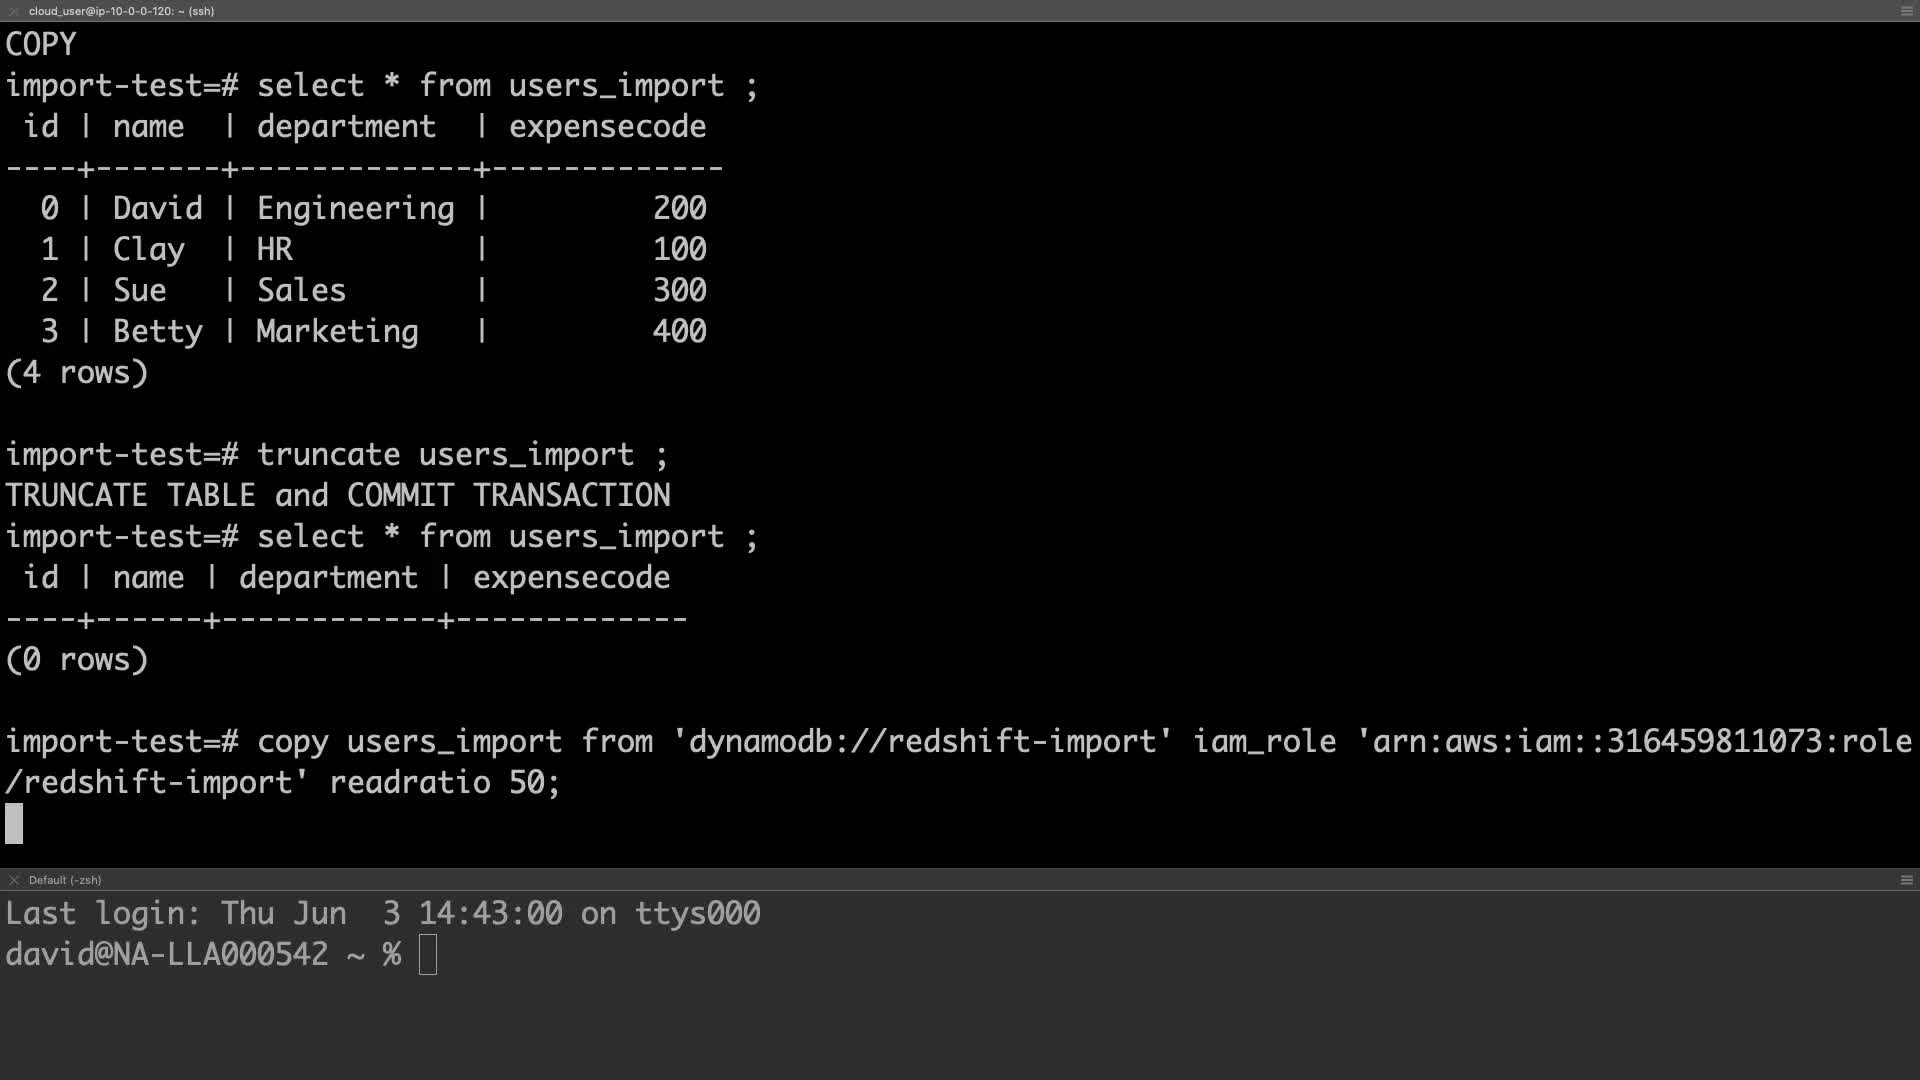 cloud_user@ip-10-0-0-120: ~ (ssh)
COPY
import-test=# select * from users_import ;
 id | name  | department  | expensecode
----+-------+-------------+-------------
  0 | David | Engineering |         200
  1 | Clay  | HR          |         100
  2 | Sue   | Sales       |         300
  3 | Betty | Marketing   |         400
(4 rows)
import-test=# truncate users_import ;
TRUNCATE TABLE and COMMIT TRANSACTION
import-test=# select * from users_import ;
 id | name | department | expensecode
----+------+------------+-------------
(0 rows)
import-test=# copy users_import from 'dynamodb://redshift-import' iam_role 'arn:aws:iam::316459811073:role
/redshift-import' readratio 50;
Default (-zsh)
Last login: Thu Jun  3 14:43:00 on ttys000
david@NA-LLA000542 ~ %